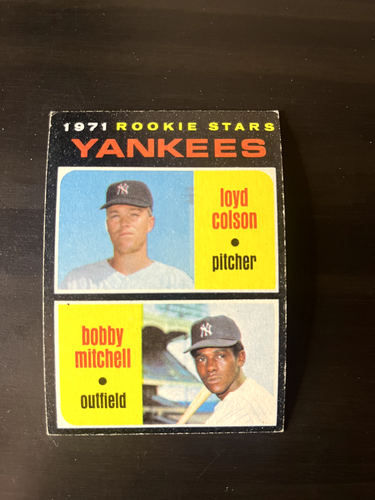 1971 ROOKIE STARS
YANKEES
loyd
colson
•
pitcher
bobby
mitchell
•
outfield